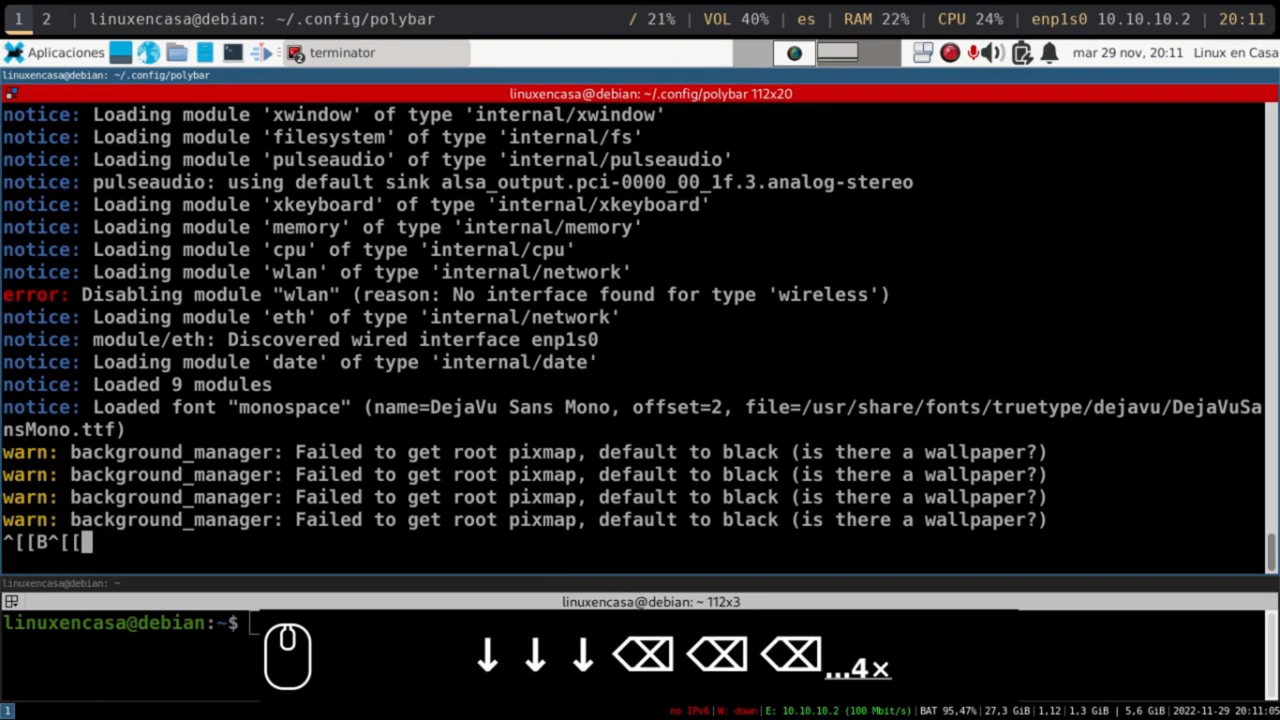 1 2 | linuxencasa@debian: ~/.config/polybar / 21% | VOL 40% | es | RAM 22% | CPU 24% | enp1s0 10.10.10.2 | 20:11
Aplicaciones terminator mar 29 nov, 20:11 Linux en Casa
linuxencasa@debian: ~/.config/polybar
linuxencasa@debian: ~/.config/polybar 112x20
notice: Loading module 'xwindow' of type 'internal/xwindow'
notice: Loading module 'filesystem' of type 'internal/fs'
notice: Loading module 'pulseaudio' of type 'internal/pulseaudio'
notice: pulseaudio: using default sink alsa_output.pci-0000_00_1f.3.analog-stereo
notice: Loading module 'xkeyboard' of type 'internal/xkeyboard'
notice: Loading module 'memory' of type 'internal/memory'
notice: Loading module 'cpu' of type 'internal/cpu'
notice: Loading module 'wlan' of type 'internal/network'
error: Disabling module "wlan" (reason: No interface found for type 'wireless')
notice: Loading module 'eth' of type 'internal/network'
notice: module/eth: Discovered wired interface enp1s0
notice: Loading module 'date' of type 'internal/date'
notice: Loaded 9 modules
notice: Loaded font "monospace" (name=DejaVu Sans Mono, offset=2, file=/usr/share/fonts/truetype/dejavu/DejaVuSa
nsMono.ttf)
warn: background_manager: Failed to get root pixmap, default to black (is there a wallpaper?)
warn: background_manager: Failed to get root pixmap, default to black (is there a wallpaper?)
warn: background_manager: Failed to get root pixmap, default to black (is there a wallpaper?)
warn: background_manager: Failed to get root pixmap, default to black (is there a wallpaper?)
^[[B^[[
linuxencasa@debian: ~
linuxencasa@debian: ~ 112x3
linuxencasa@debian:~$
↓ ↓ ↓ ⌫ ⌫ ⌫ ...4×
1 no IPv6|W: down|E: 10.10.10.2 (100 Mbit/s)|BAT 95,47%|27,3 GiB|1,12|1,3 GiB | 5,6 GiB|2022-11-29 20:11:05